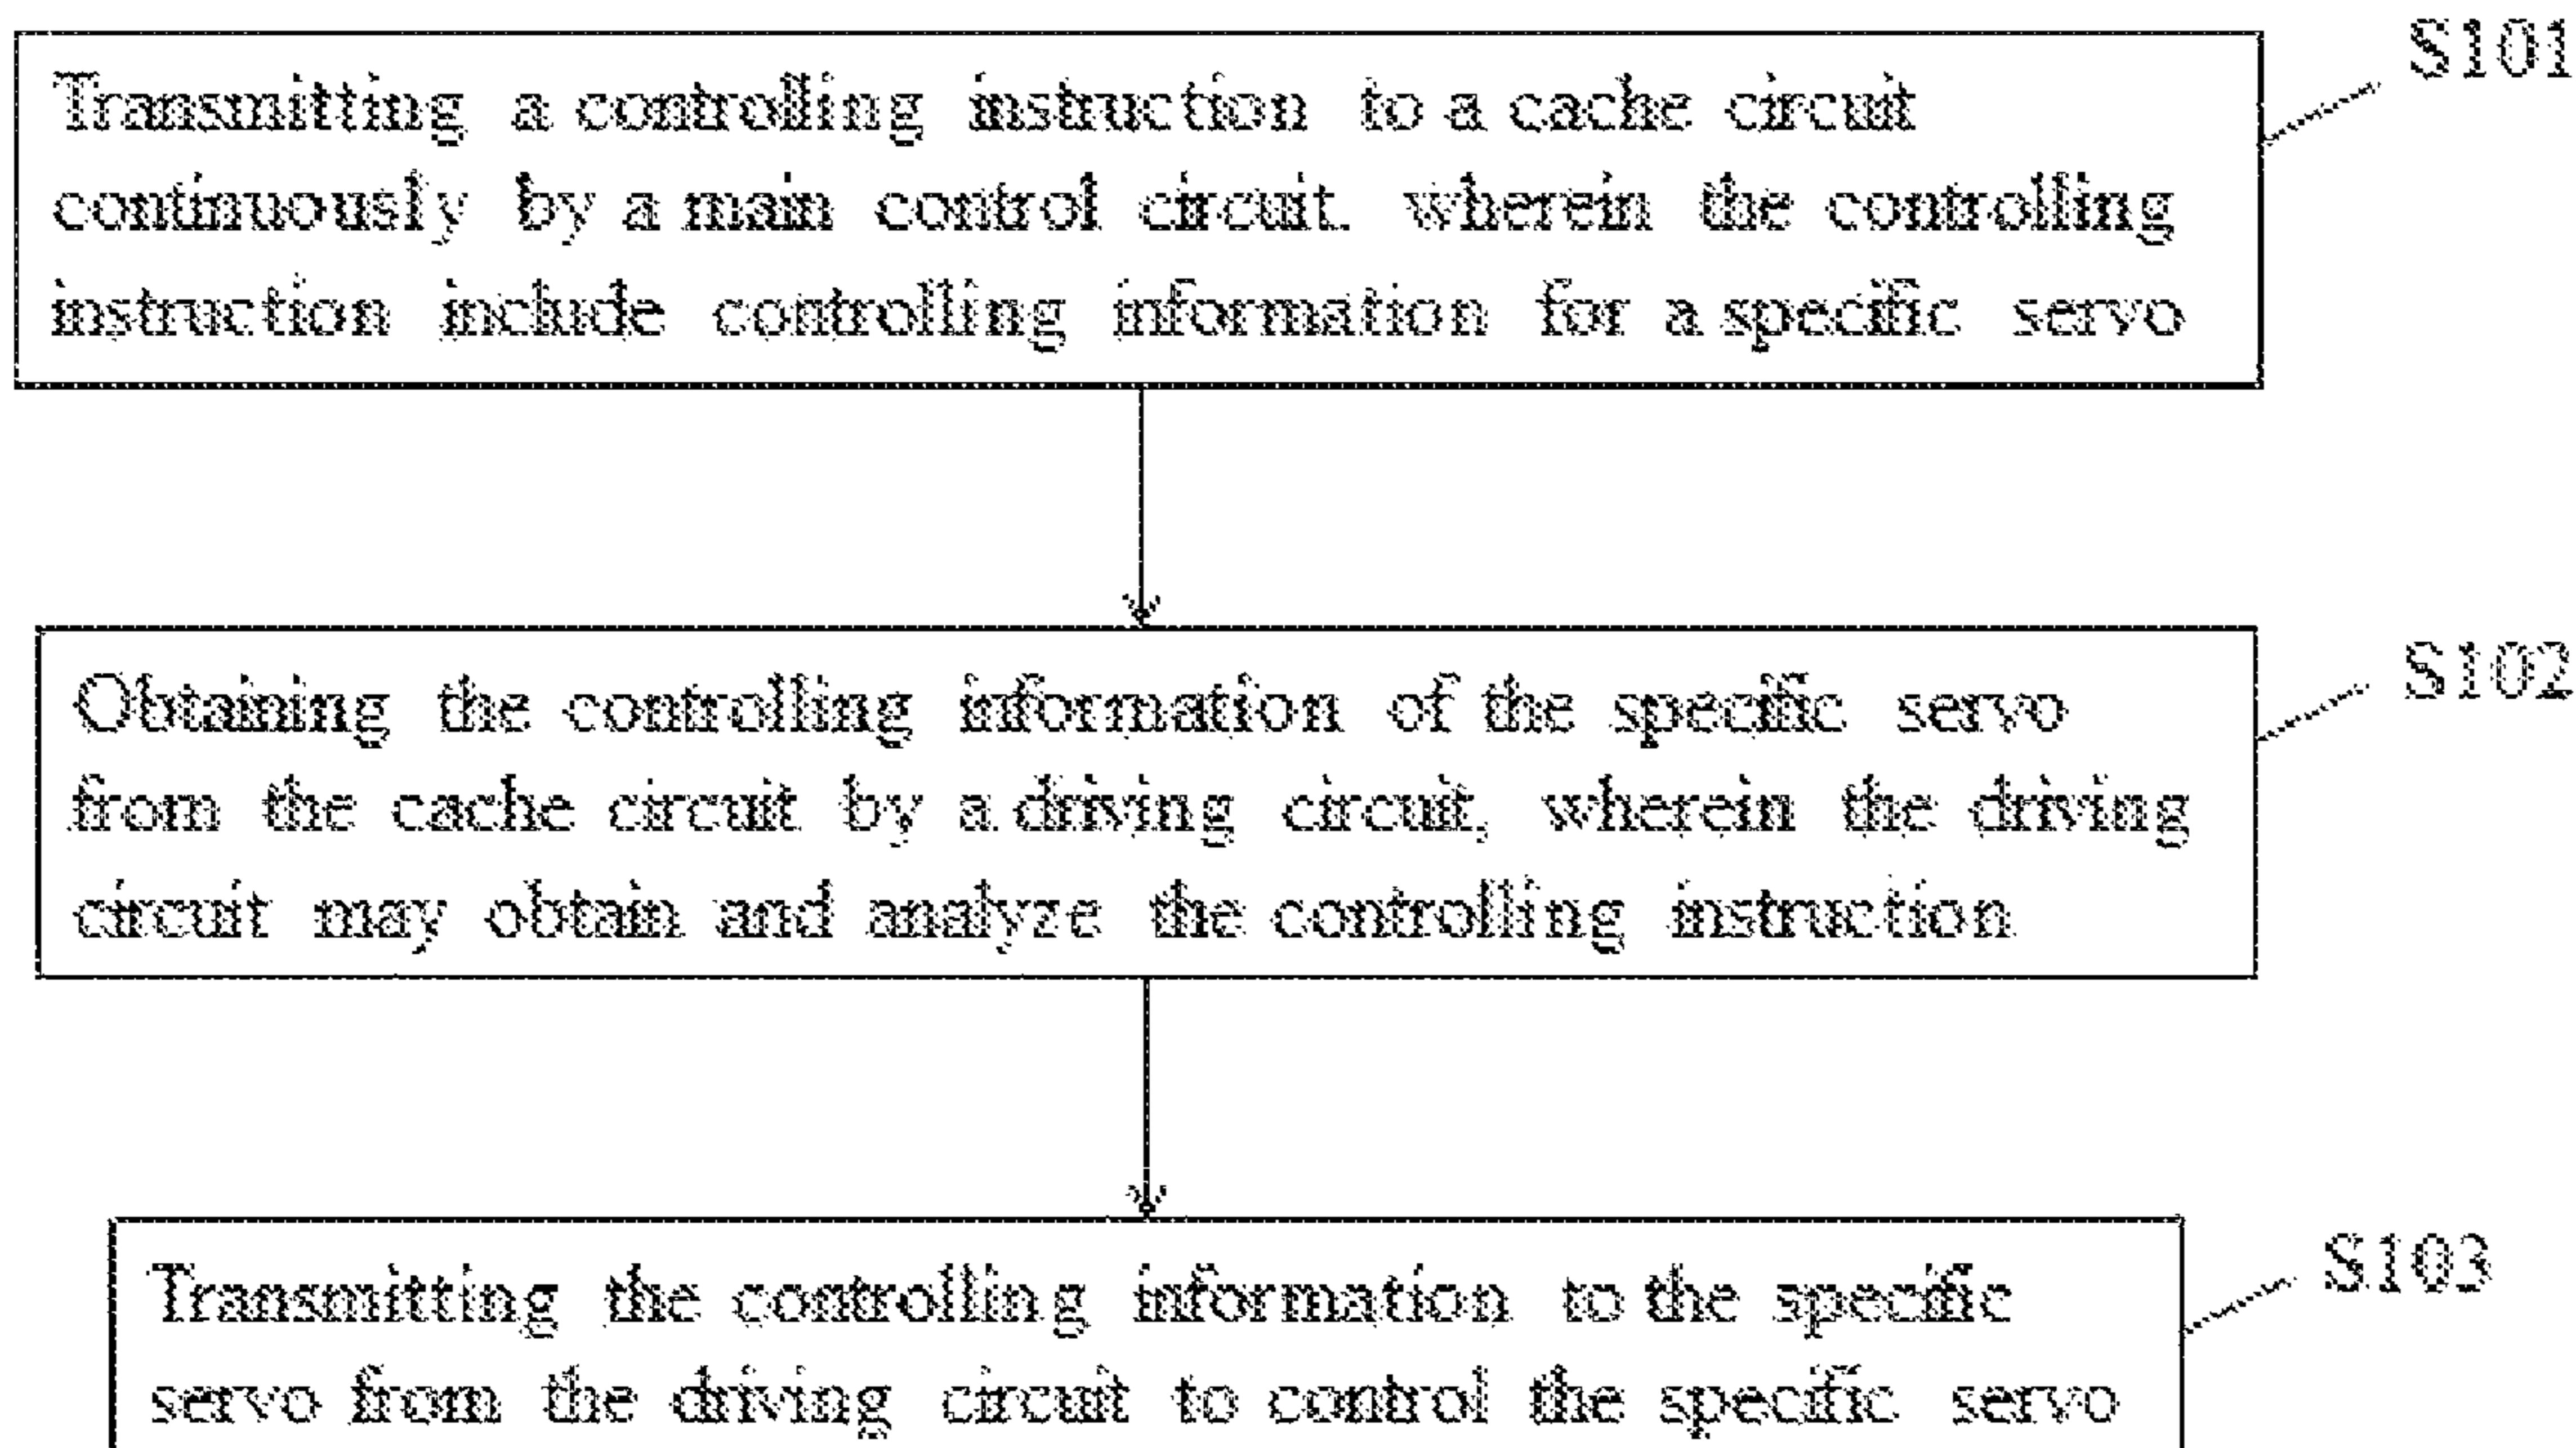 S101
Transmitting a controlling instruction to a cache circuit
continuously by a main control circuit. wherein the controlling
instruction include controlling information for a specific servo
S102
Obtaining the controlling information of the specific servo
from the cache circuit by a driving circuit, wherein the driving
circuit may obtain and analyze the controlling instruction
S103
Transmitting the controlling information to the specific
servo from the driving circuit to control the specific servo